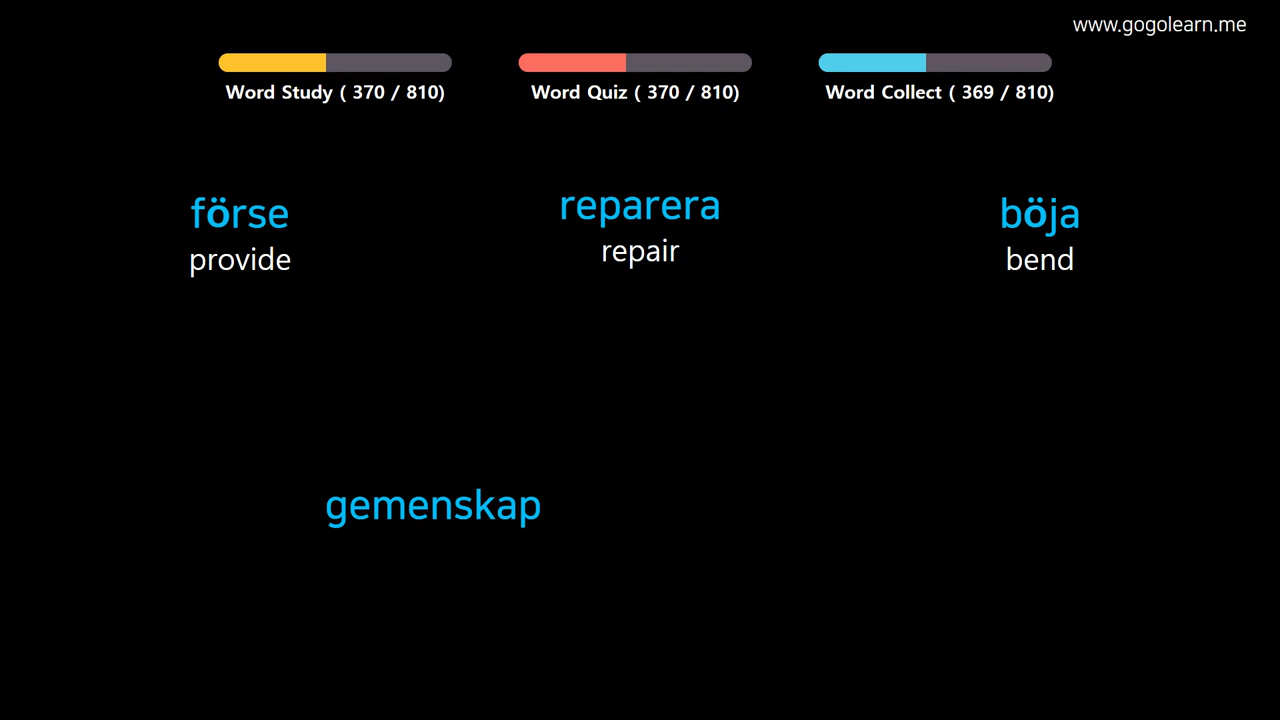 www.gogolearn.me
Word Study ( 370 / 810)
Word Quiz ( 370 / 810)
Word Collect ( 369 / 810)
förse
provide
reparera
repair
böja
bend
gemenskap